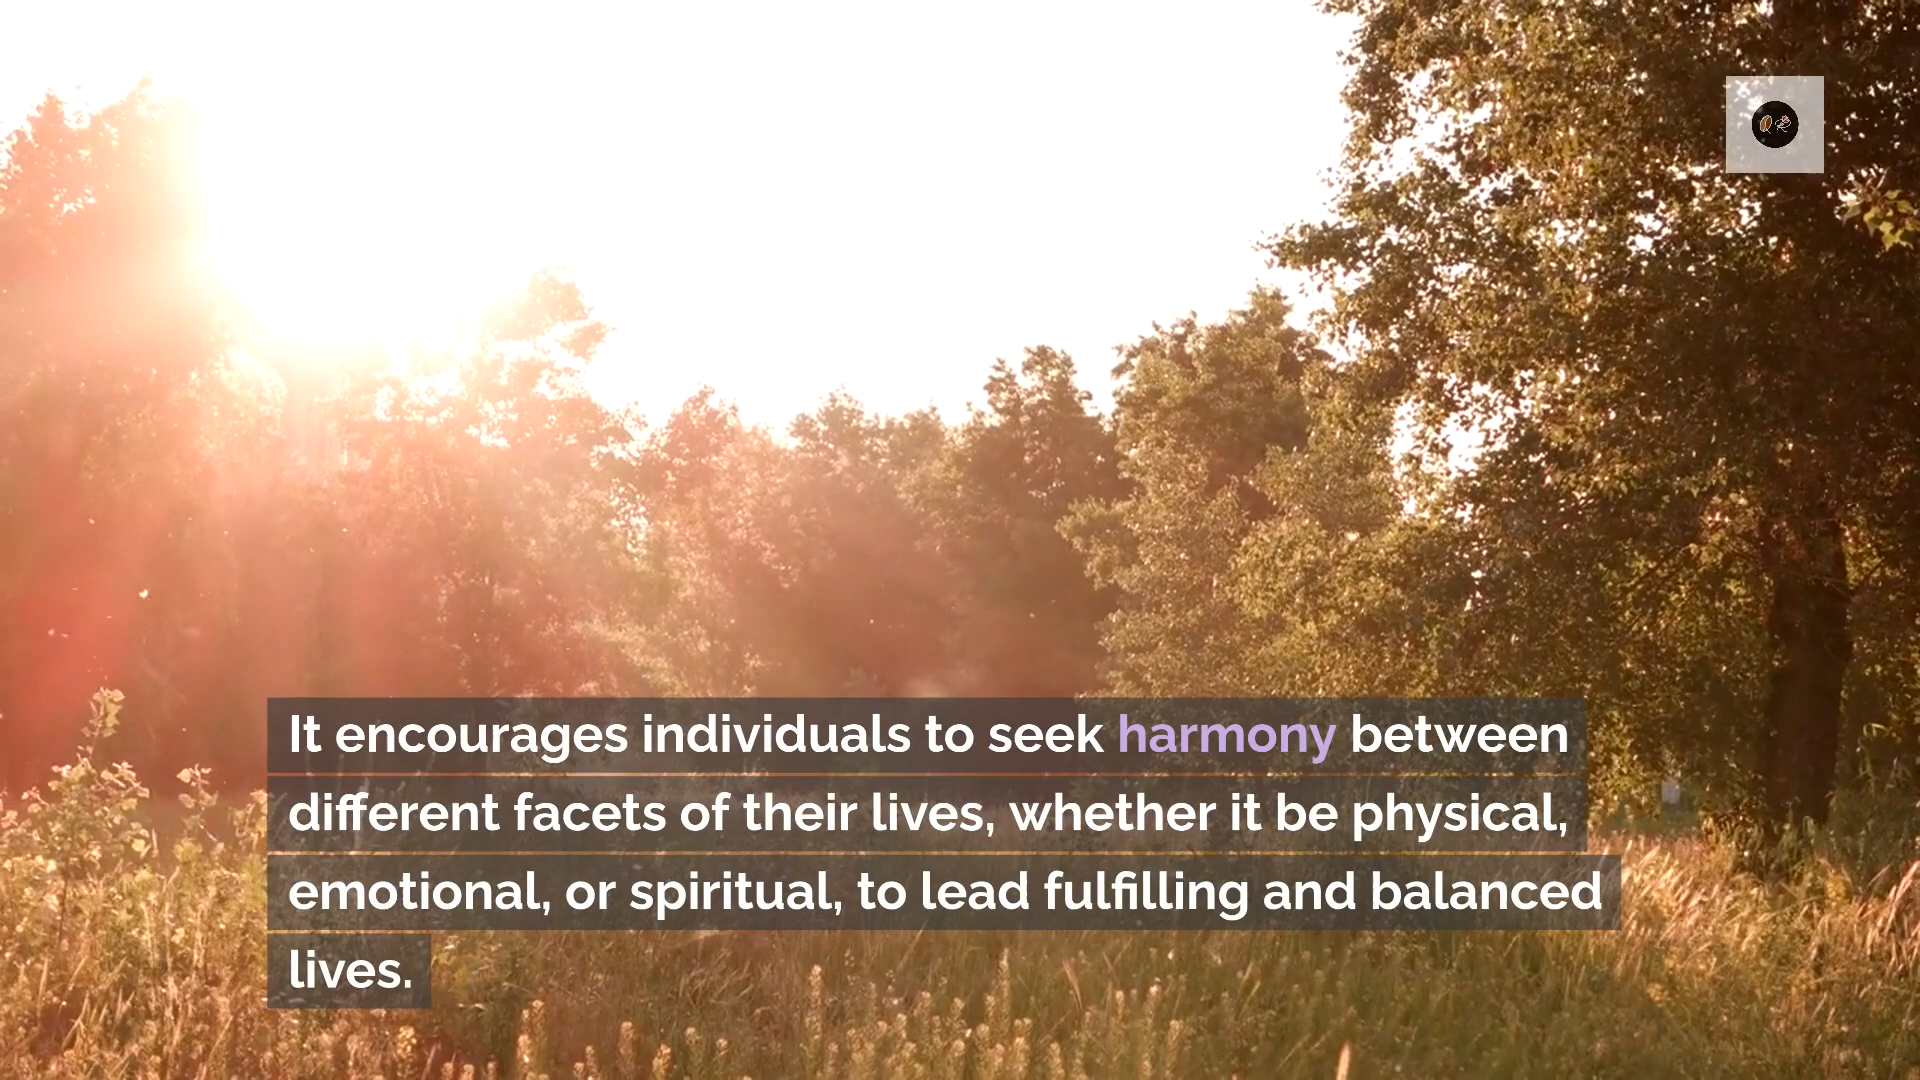 It encourages individuals to seek harmony between
different facets of their lives, whether it be physical,
emotional, or spiritual, to lead fulfilling and balanced
lives.